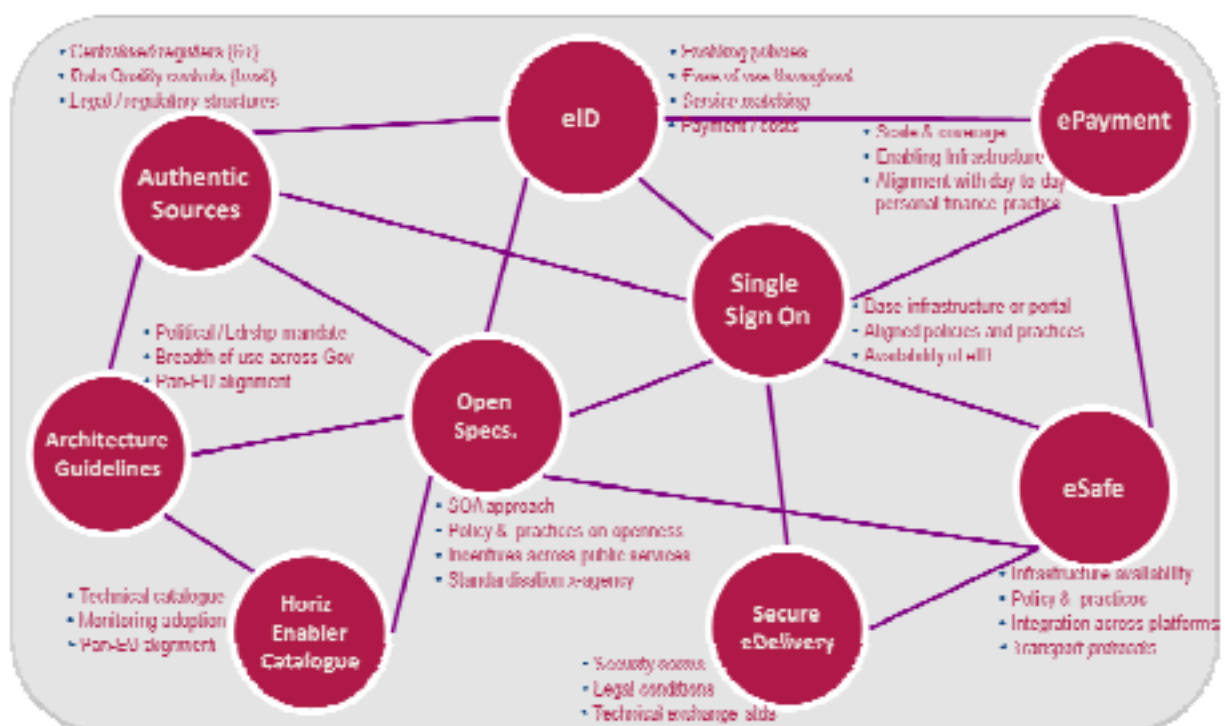 • Centralised registers (for)
• Data Quality controls (local)
• Legal / regulatory structures
eID
• Enabling policies
• Ease of use throughout
• Service matching
• Payment / costs
ePayment
• Scale & coverage
• Enabling Infrastructure
• Alignment with day to day
personal finance practice
Authentic
Sources
Single
Sign On
• Base infrastructure or portal
• Aligned policies and practices
• Availability of eID
• Political / Ldrshp mandate
• Breadth of use across Gov
• Pan-EU alignment
Open
Specs.
Architecture
Guidelines
eSafe
• SOA approach
• Policy & practices on openness
• Incentives across public services
• Standardisation x-agency
• Infrastructure availability
• Policy & practices
• Integration across platforms
• Transport protocols
• Technical catalogue
• Monitoring adoption
• Pan-EU alignment
Horiz
Enabler
Catalogue
Secure
eDelivery
• Security
• Legal conditions
• Technical exchange